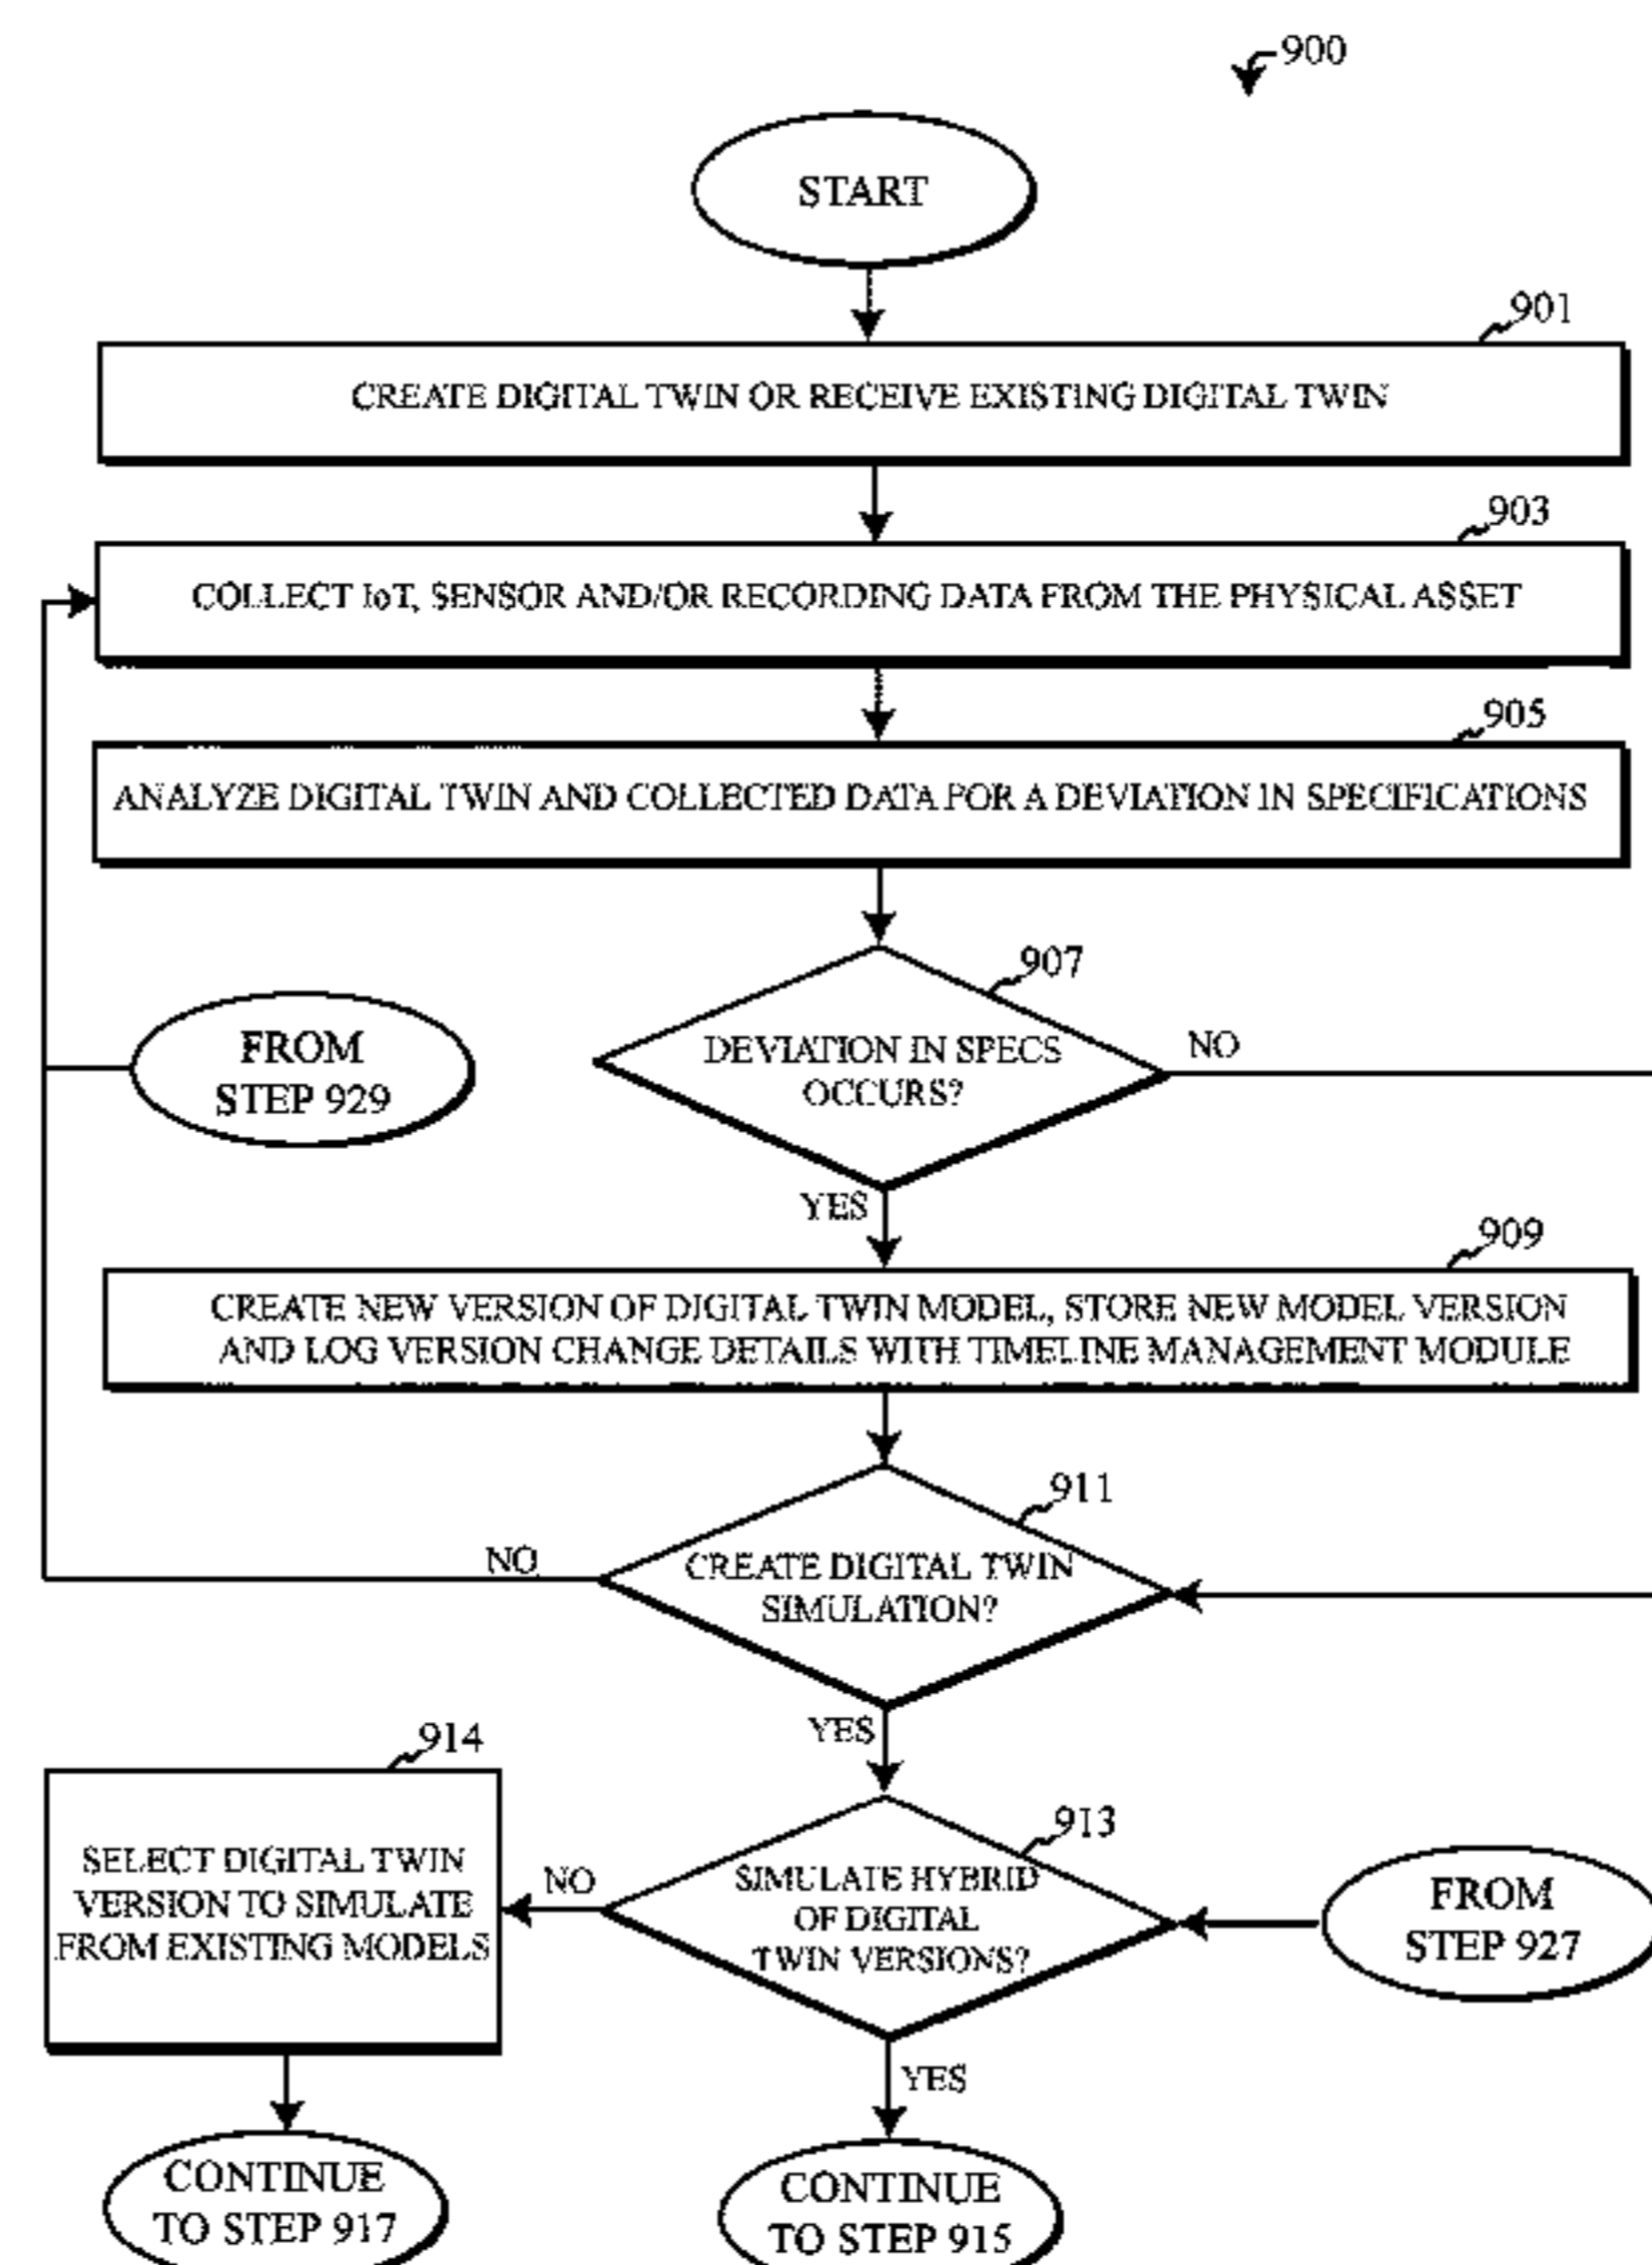 900
START
901
CREATE DIGITAL TWIN OR RECEIVE EXISTING DIGITAL TWIN
903
COLLECT IoT, SENSOR AND/OR RECORDING DATA FROM THE PHYSICAL ASSET
905
ANALYZE DIGITAL TWIN AND COLLECTED DATA FOR A DEVIATION IN SPECIFICATIONS
907
DEVIATION IN SPECS
OCCURS?
NO
FROM
STEP 929
YES
909
CREATE NEW VERSION OF DIGITAL TWIN MODEL, STORE NEW MODEL VERSION
AND LOG VERSION CHANGE DETAILS WITH TIMELINE MANAGEMENT MODULE
911
NO
CREATE DIGITAL TWIN
SIMULATION?
YES
914
SELECT DIGITAL TWIN
VERSION TO SIMULATE
FROM EXISTING MODELS
NO
913
SIMULATE HYBRID
OF DIGITAL
TWIN VERSIONS?
FROM
STEP 927
YES
CONTINUE
TO STEP 917
CONTINUE
TO STEP 915